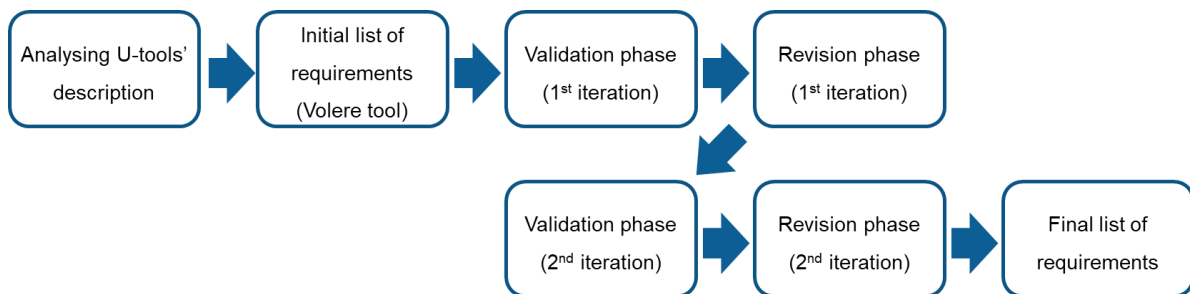 Analysing U-tools'
description
Initial list of
requirements
(Volere tool)
Validation phase
(1st iteration)
Revision phase
(1st iteration)
Validation phase
(2nd iteration)
Revision phase
(2nd iteration)
Final list of
requirements